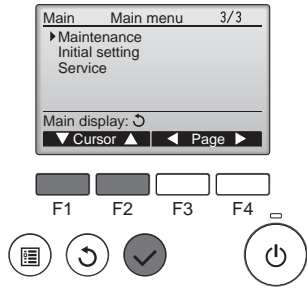 Main Main menu 3/3
Maintenance
Initial setting
Service
Main display:
Cursor Page
F1 F2 F3 F4